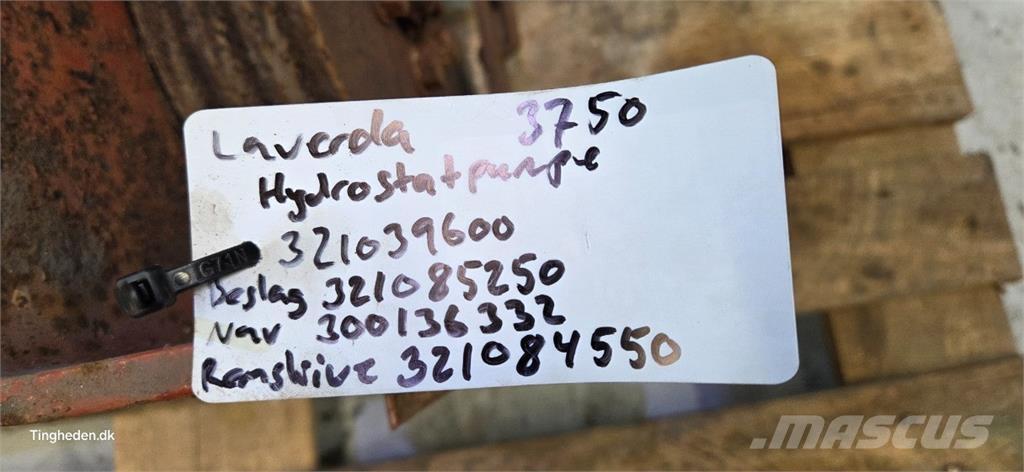 Laverda 3750
Hydrostatpumpe
321039600
Beslag 321085250
Nav 300136332
Remskive 321084550
Tingheden.dk
MASCUS